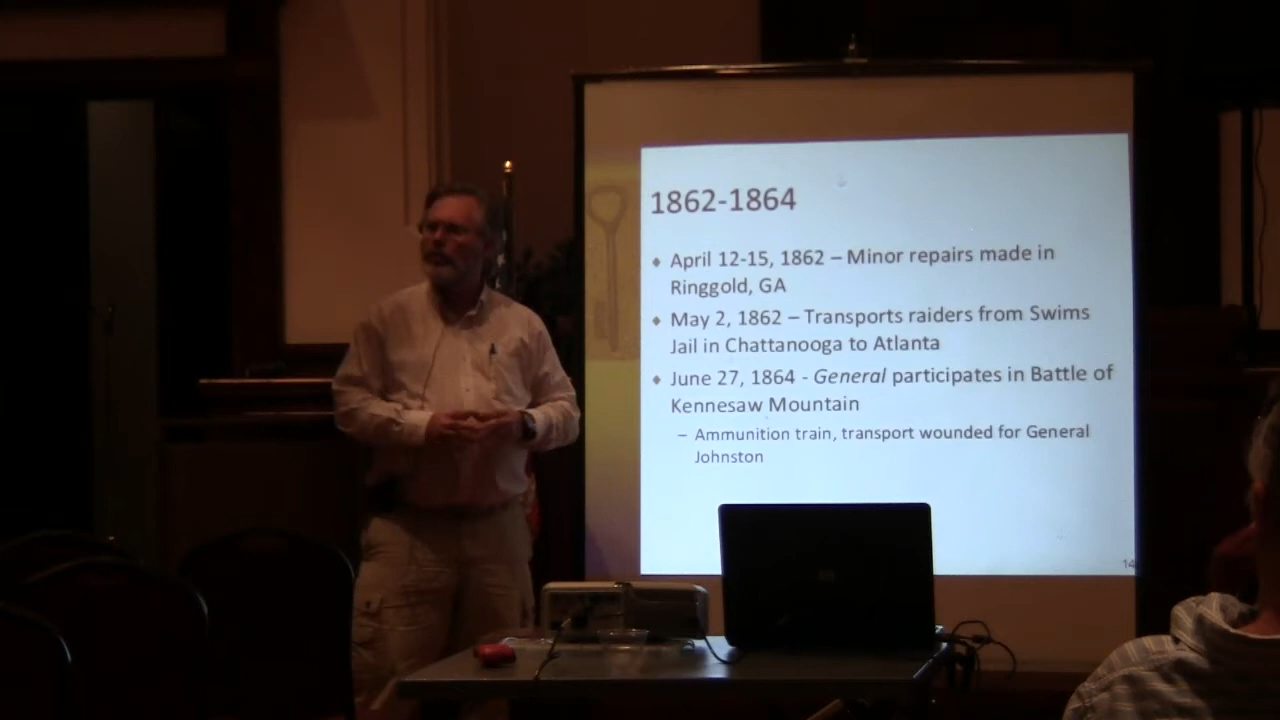 1862-1864
♦ April 12-15, 1862 – Minor repairs made in
Ringgold, GA
♦ May 2, 1862 – Transports raiders from Swims
Jail in Chattanooga to Atlanta
♦ June 27, 1864 - General participates in Battle of
Kennesaw Mountain
– Ammunition train, transport wounded for General
Johnston
14